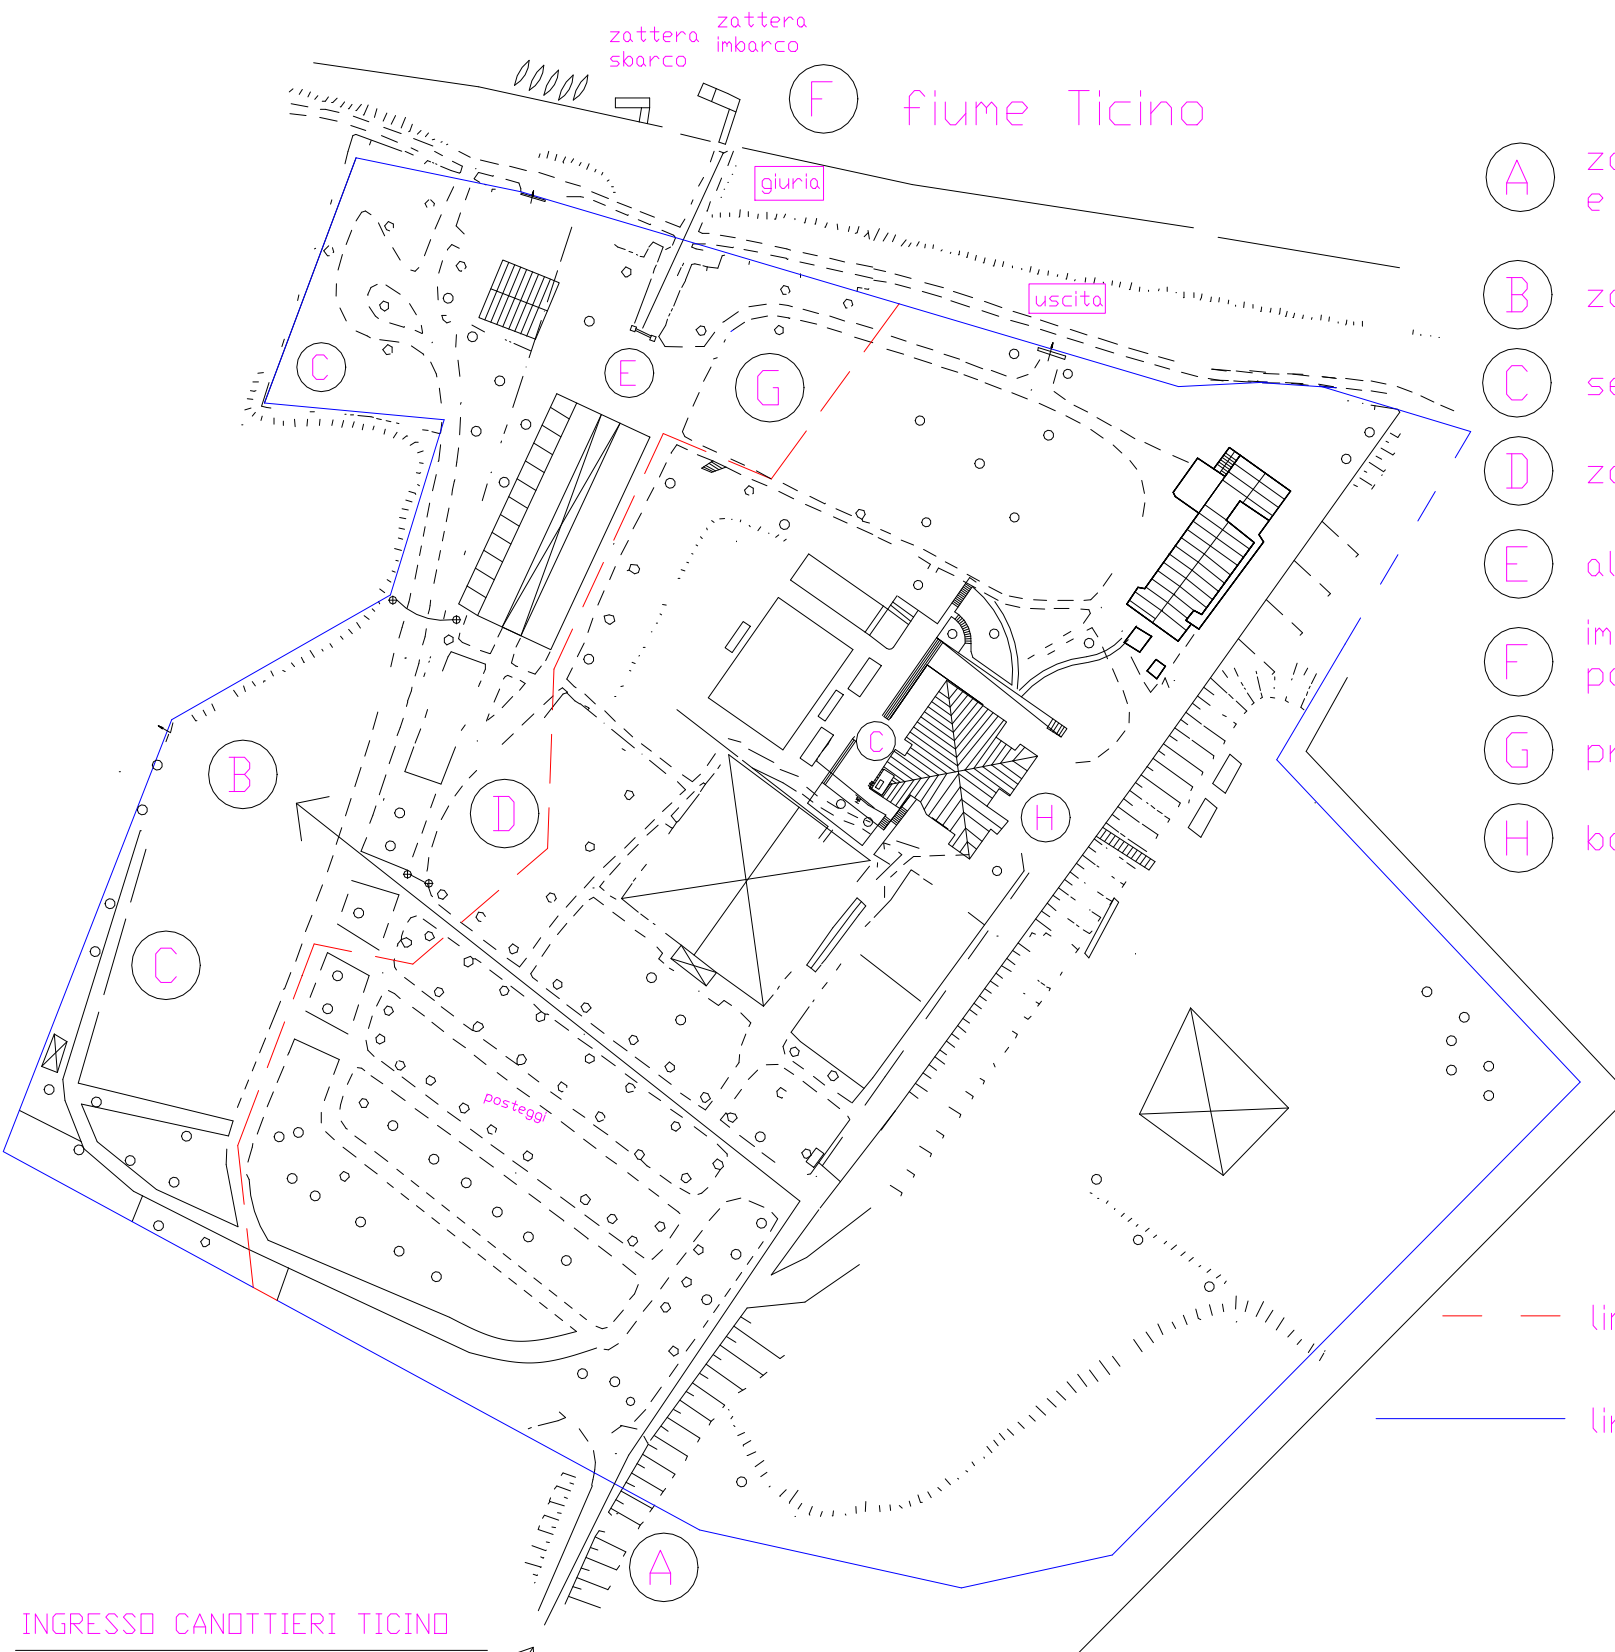 zattera
sbarco
zattera
imbarco
F
fiume Ticino
giuria
uscita
C
E
G
C
B
D
H
C
posteggi
A
INGRESSO CANOTTIERI TICINO
A
e
B
C
D
E
F
G
H